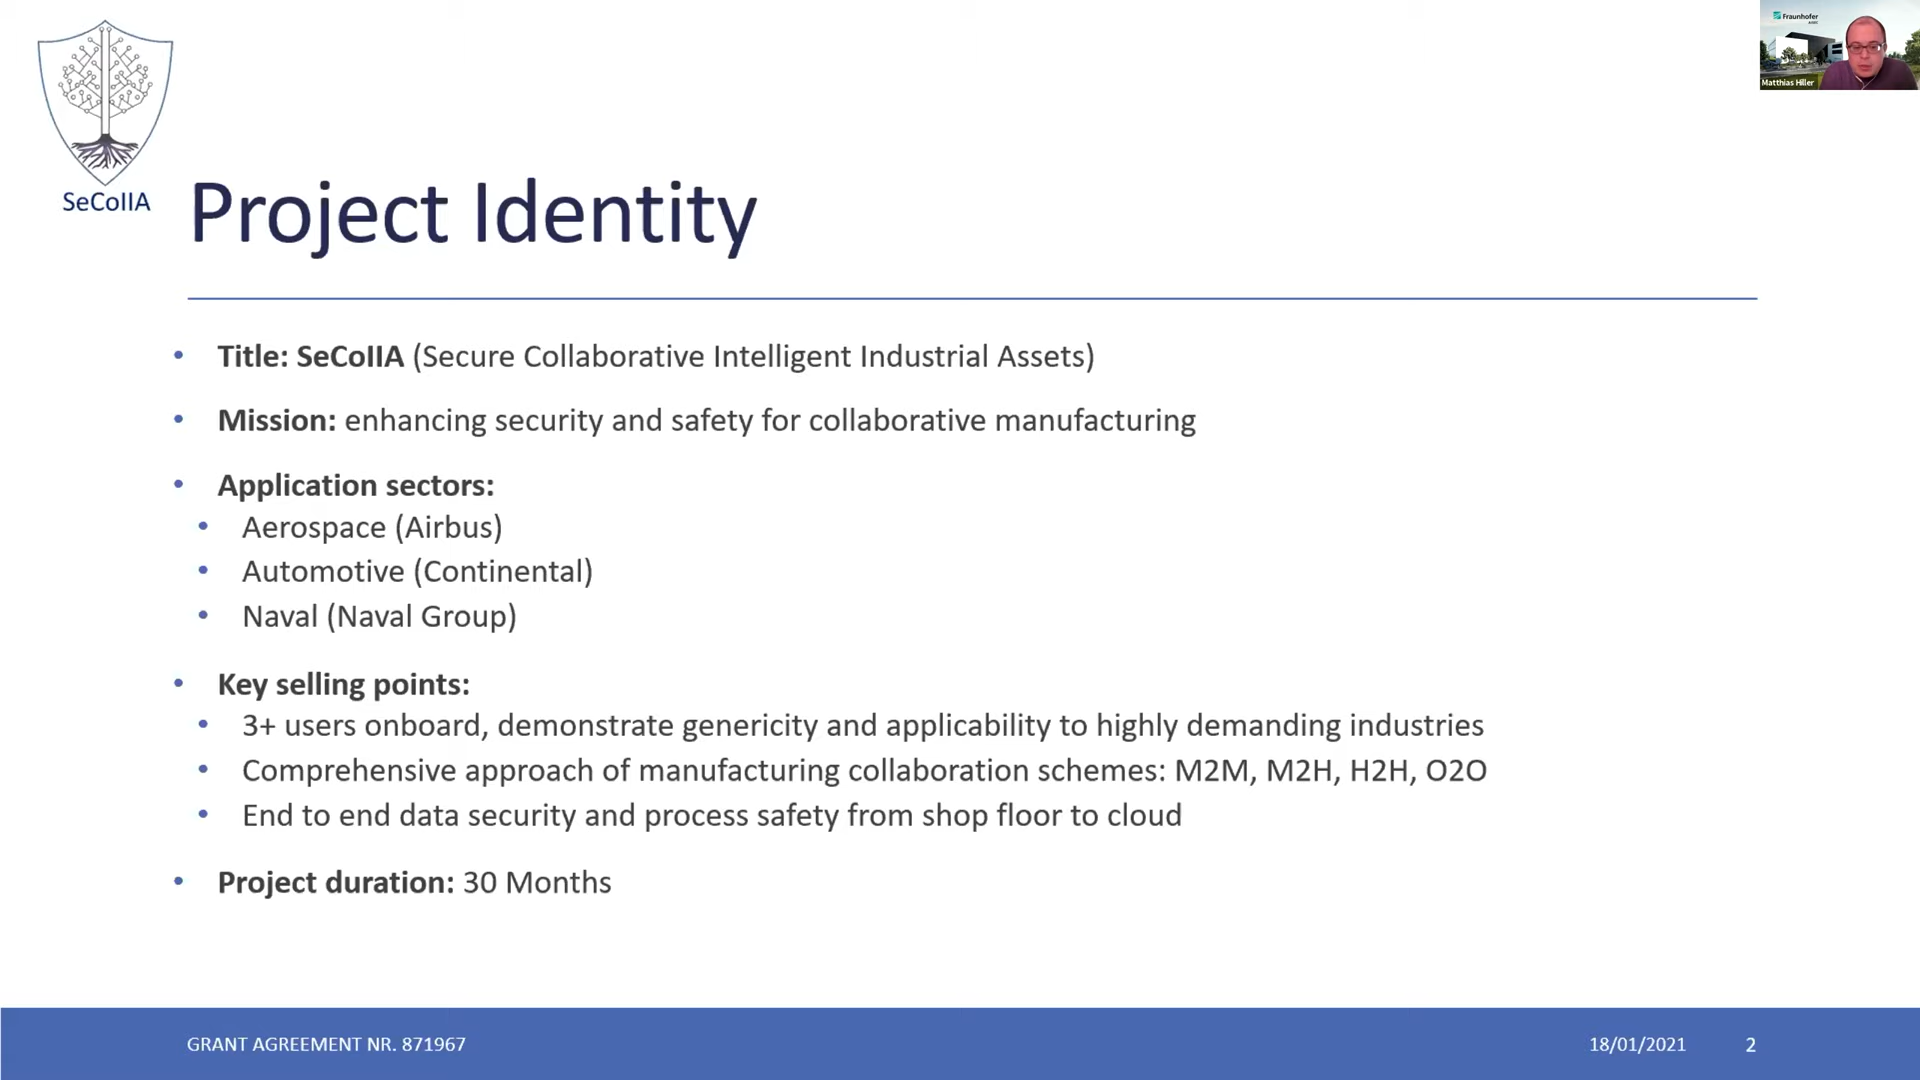 Fraunhofer
Matthias Hiller
SeCoIIA
Project Identity
• Title: SeCoIIA (Secure Collaborative Intelligent Industrial Assets)
• Mission: enhancing security and safety for collaborative manufacturing
• Application sectors:
• Aerospace (Airbus)
• Automotive (Continental)
• Naval (Naval Group)
• Key selling points:
• 3+ users onboard, demonstrate genericity and applicability to highly demanding industries
• Comprehensive approach of manufacturing collaboration schemes: M2M, M2H, H2H, O2O
• End to end data security and process safety from shop floor to cloud
• Project duration: 30 Months
GRANT AGREEMENT NR. 871967
18/01/2021
2